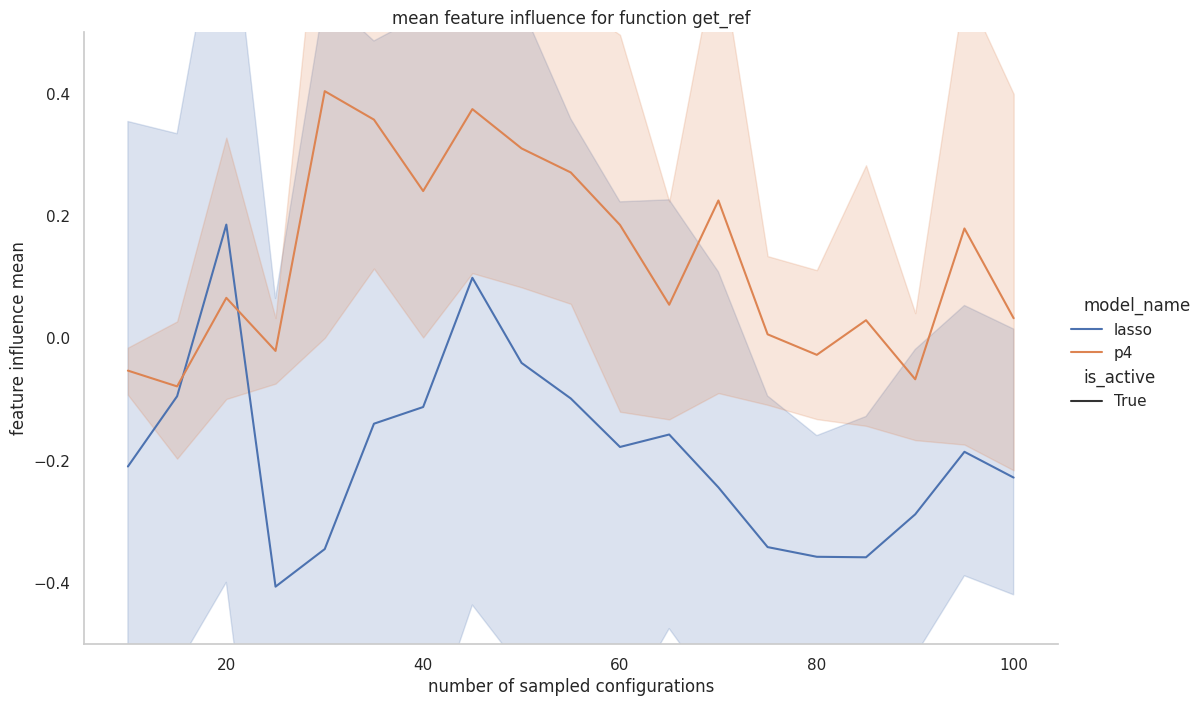 mean feature influence for function get_ref
0.4
0.2
0.0
−0.2
−0.4
feature influence mean
20
40
60
80
100
number of sampled configurations
model_name
lasso
p4
is_active
True